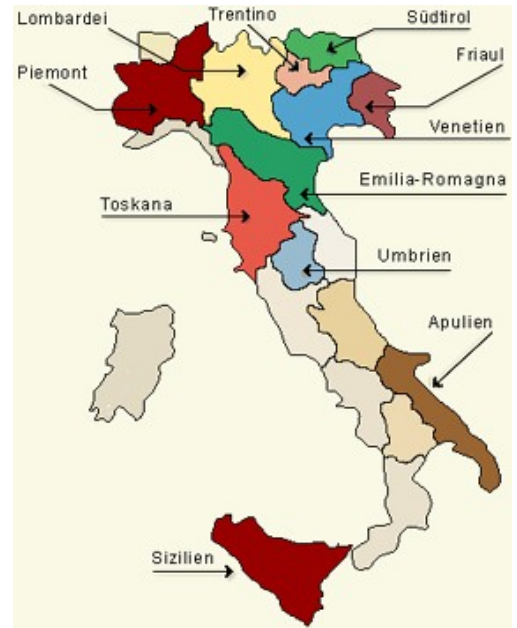 Lombardei
Trentino
Südtirol
Piemont
Friaul
Venetien
Emilia-Romagna
Toskana
Umbrien
Apulien
Sizilien